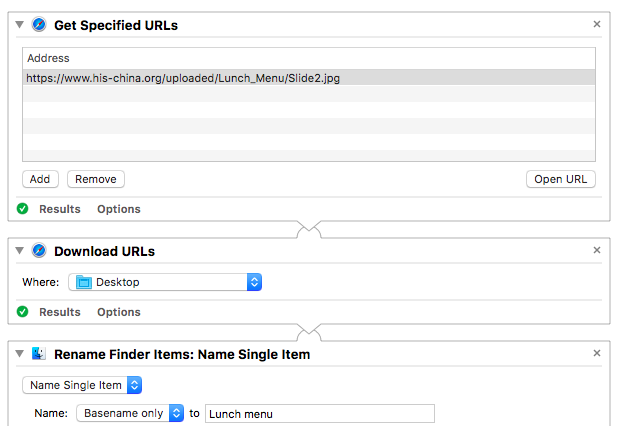 Get Specified URLs
Address
https://www.his-china.org/uploaded/Lunch_Menu/Slide2.jpg
Add Remove Open URL
Results Options
Download URLs
Where: Desktop
Results Options
Rename Finder Items: Name Single Item
Name Single Item
Name: Basename only to Lunch menu